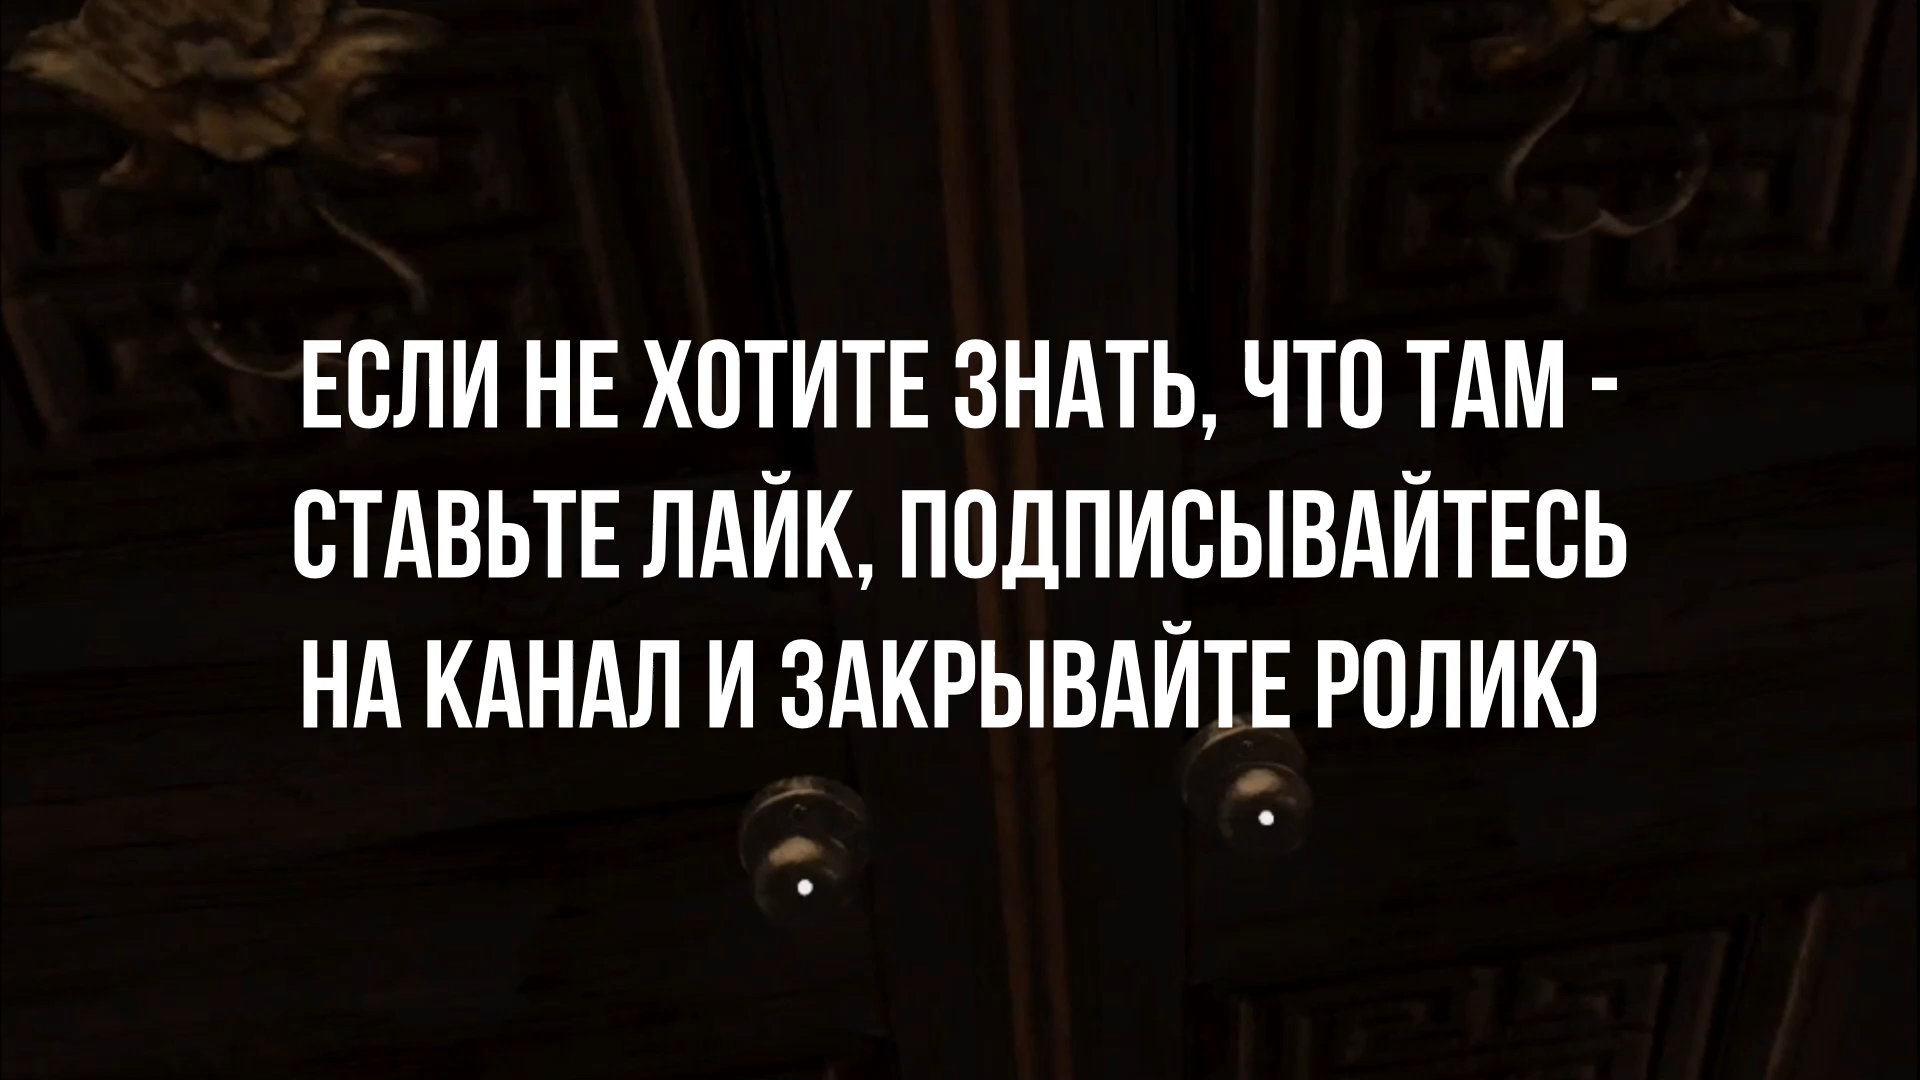 ЕСЛИ НЕ ХОТИТЕ ЗНАТЬ, ЧТО ТАМ -
СТАВЬТЕ ЛАЙК, ПОДПИСЫВАЙТЕСЬ
НА КАНАЛ И ЗАКРЫВАЙТЕ РОЛИК)